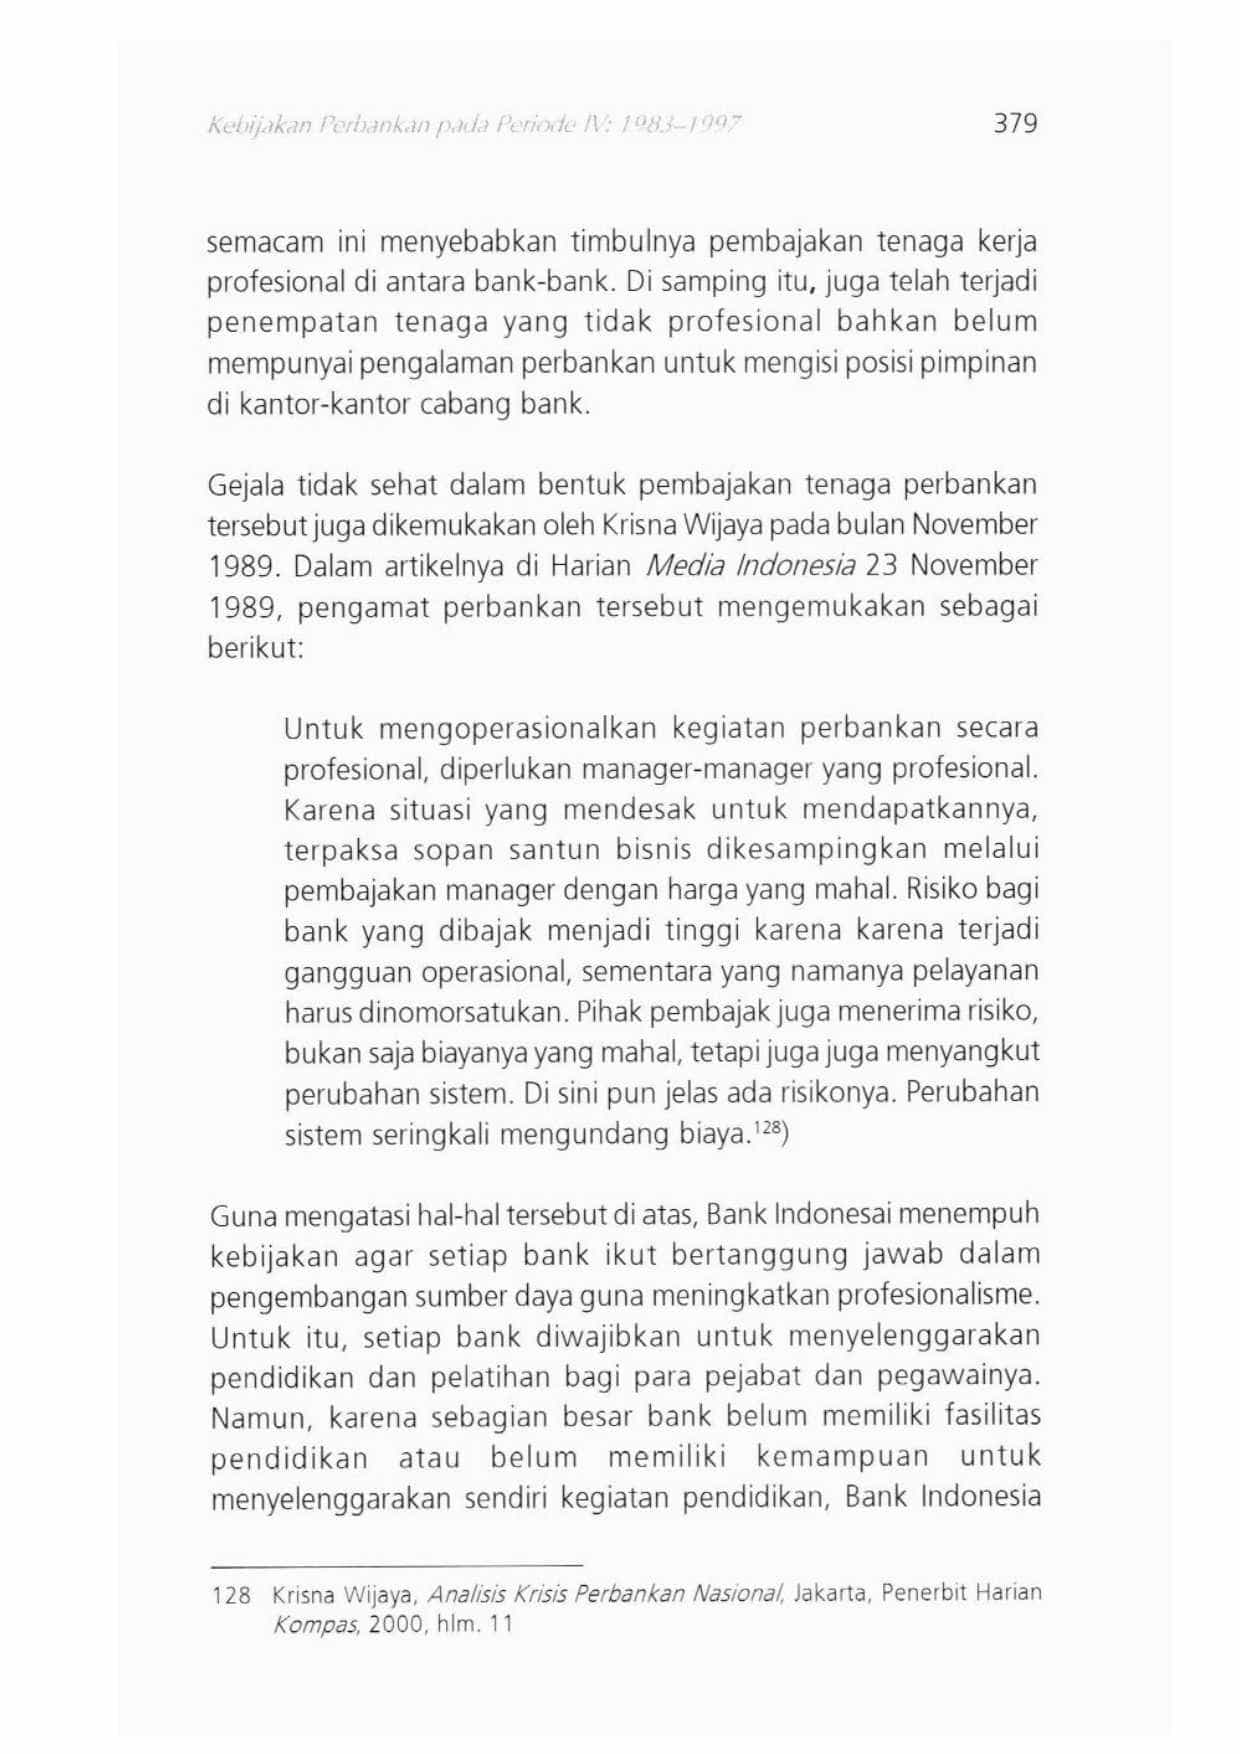 Kebijakan Perbankan pada Periode IV: 1983–1997 379
semacam ini menyebabkan timbulnya pembajakan tenaga kerja
profesional di antara bank-bank. Di samping itu, juga telah terjadi
penempatan tenaga yang tidak profesional bahkan belum
mempunyai pengalaman perbankan untuk mengisi posisi pimpinan
di kantor-kantor cabang bank.
Gejala tidak sehat dalam bentuk pembajakan tenaga perbankan
tersebut juga dikemukakan oleh Krisna Wijaya pada bulan November
1989. Dalam artikelnya di Harian Media Indonesia 23 November
1989, pengamat perbankan tersebut mengemukakan sebagai
berikut:
Untuk mengoperasionalkan kegiatan perbankan secara
profesional, diperlukan manager-manager yang profesional.
Karena situasi yang mendesak untuk mendapatkannya,
terpaksa sopan santun bisnis dikesampingkan melalui
pembajakan manager dengan harga yang mahal. Risiko bagi
bank yang dibajak menjadi tinggi karena karena terjadi
gangguan operasional, sementara yang namanya pelayanan
harus dinomorsatukan. Pihak pembajak juga menerima risiko,
bukan saja biayanya yang mahal, tetapi juga juga menyangkut
perubahan sistem. Di sini pun jelas ada risikonya. Perubahan
sistem seringkali mengundang biaya.¹²⁸)
Guna mengatasi hal-hal tersebut di atas, Bank Indonesai menempuh
kebijakan agar setiap bank ikut bertanggung jawab dalam
pengembangan sumber daya guna meningkatkan profesionalisme.
Untuk itu, setiap bank diwajibkan untuk menyelenggarakan
pendidikan dan pelatihan bagi para pejabat dan pegawainya.
Namun, karena sebagian besar bank belum memiliki fasilitas
pendidikan atau belum memiliki kemampuan untuk
menyelenggarakan sendiri kegiatan pendidikan, Bank Indonesia
128 Krisna Wijaya, Analisis Krisis Perbankan Nasional, Jakarta, Penerbit Harian
Kompas, 2000, hlm. 11